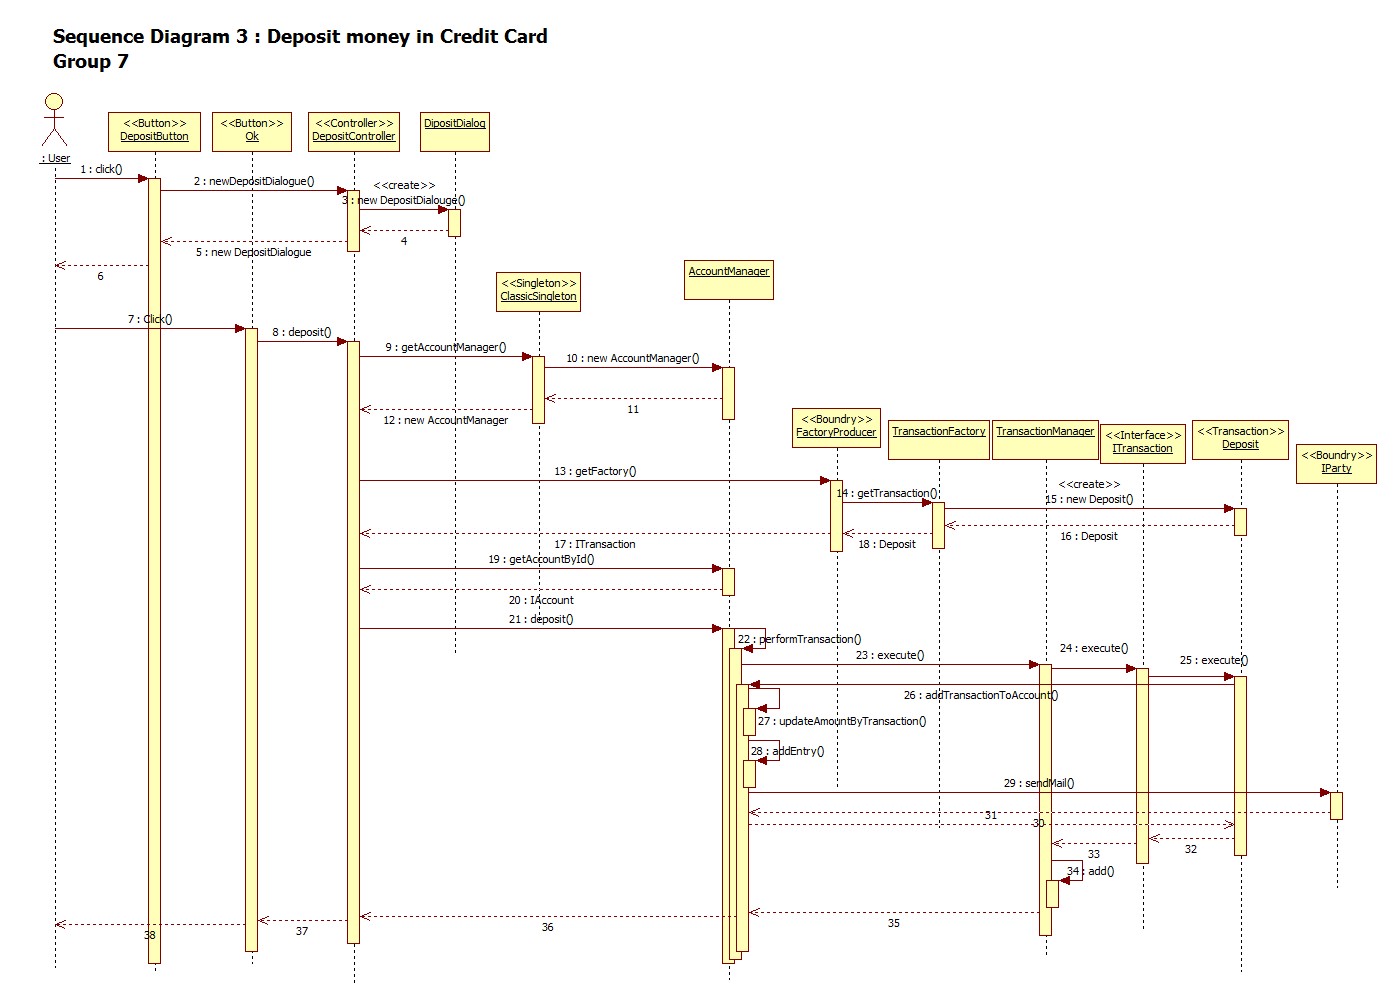 Sequence Diagram 3 : Deposit money in Credit Card
Group 7
: User
<<Button>>
DepositButton
<<Button>>
Ok
<<Controller>>
DepositController
DipositDialog
1 : click()
2 : newDepositDialogue()
<<create>>
3 : new DepositDialouge()
4
5 : new DepositDialogue
6
<<Singleton>>
ClassicSingleton
AccountManager
7 : Click()
8 : deposit()
9 : getAccountManager()
10 : new AccountManager()
11
12 : new AccountManager
<<Boundry>>
FactoryProducer
TransactionFactory
TransactionManager
<<Interface>>
ITransaction
<<Transaction>>
Deposit
<<Boundry>>
IParty
13 : getFactory()
14 : getTransaction()
<<create>>
15 : new Deposit()
16 : Deposit
17 : ITransaction
18 : Deposit
19 : getAccountById()
20 : IAccount
21 : deposit()
22 : performTransaction()
23 : execute()
24 : execute()
25 : execute()
26 : addTransactionToAccount()
27 : updateAmountByTransaction()
28 : addEntry()
29 : sendMail()
31
30
32
33
34 : add()
35
36
37
38